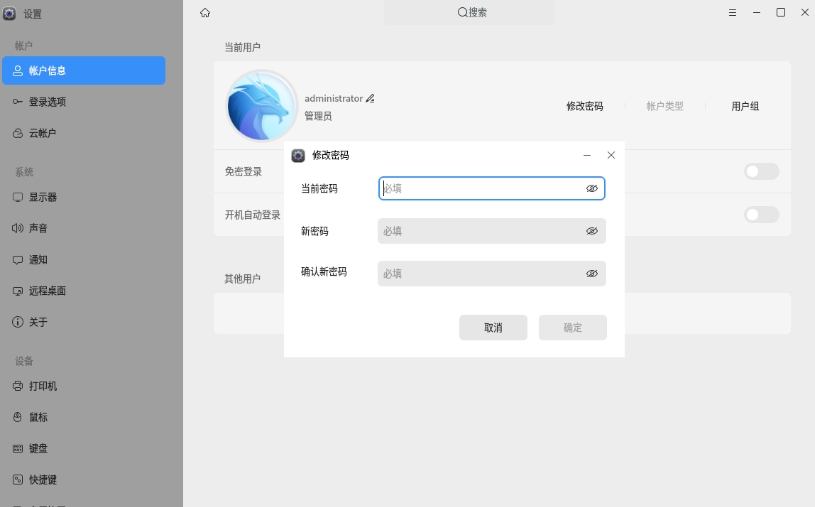 设置
搜索
帐户
帐户信息
登录选项
云帐户
系统
显示器
声音
通知
远程桌面
关于
设备
打印机
鼠标
键盘
快捷键
当前用户
administrator
管理员
修改密码
帐户类型
用户组
免密登录
开机自动登录
其他用户
修改密码
当前密码
必填
新密码
必填
确认新密码
必填
取消
确定